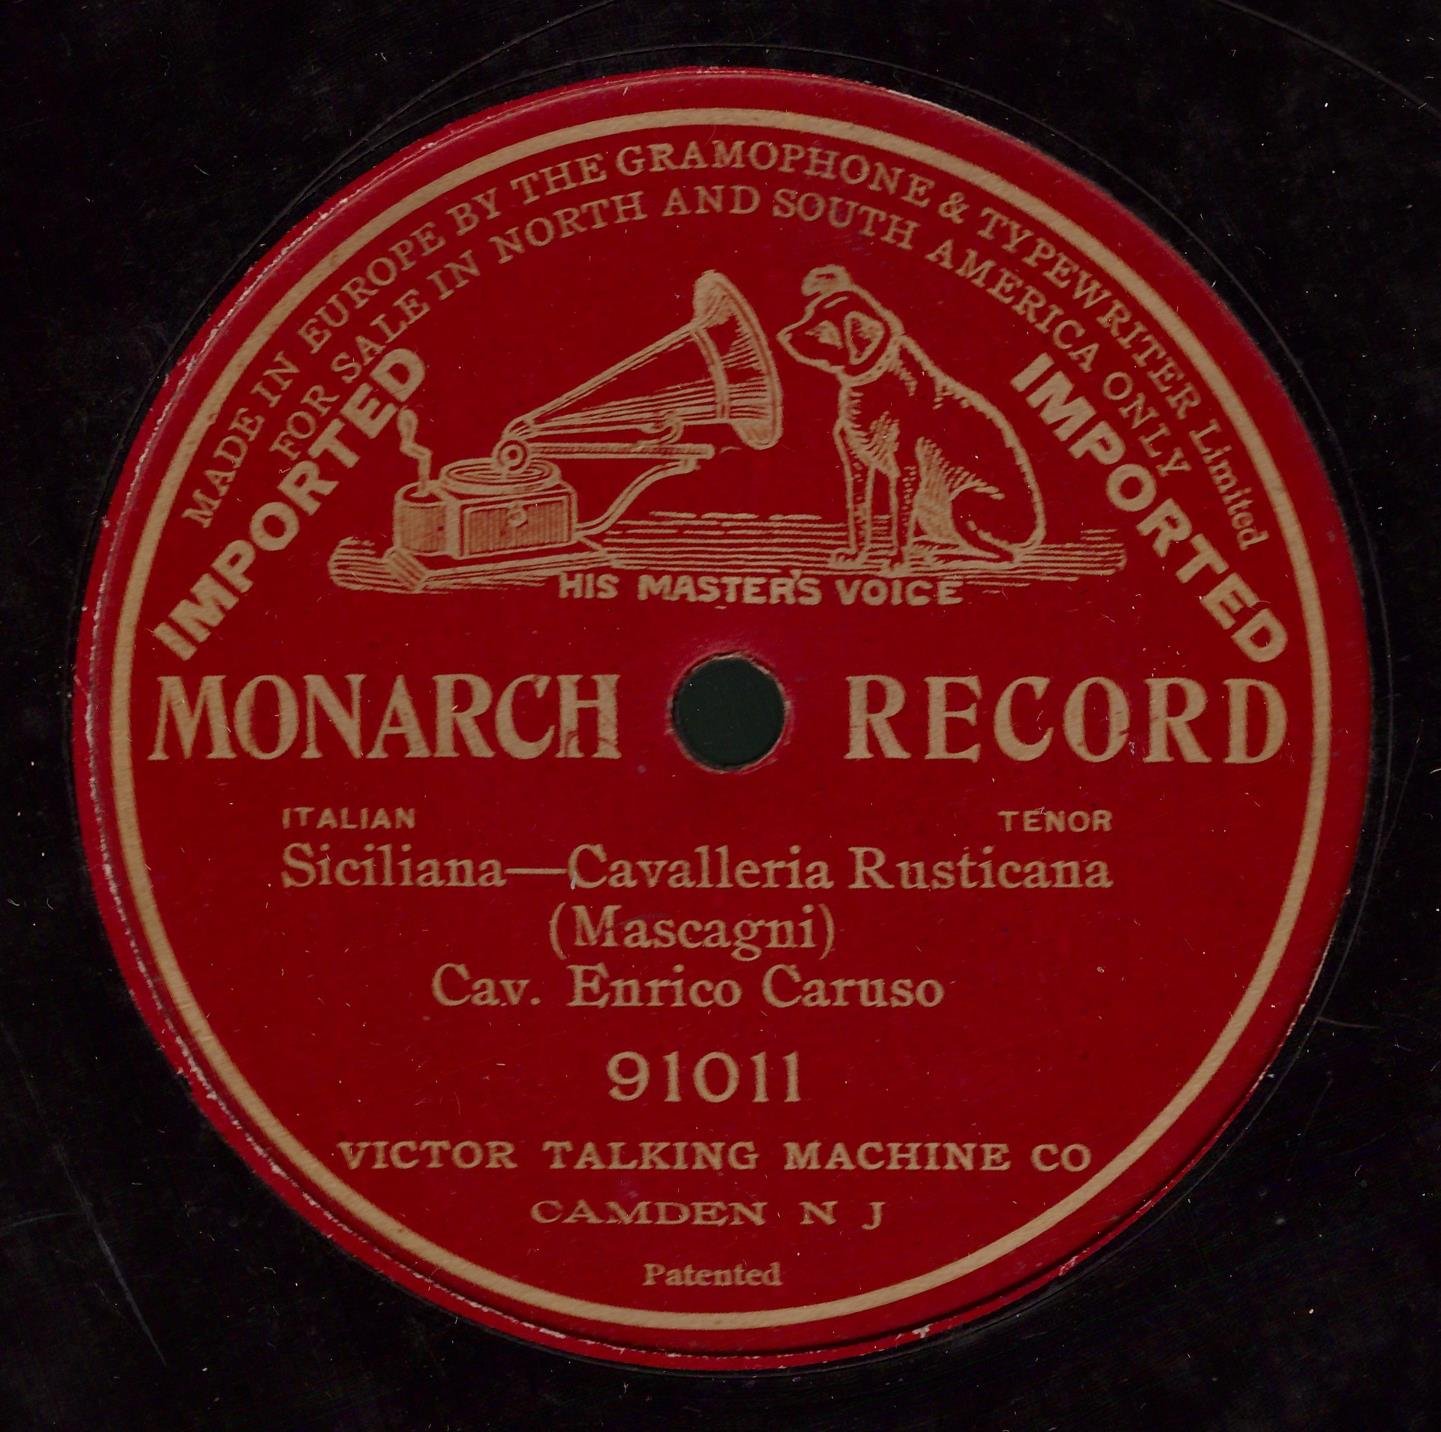 MADE IN EUROPE BY THE GRAMOPHONE & TYPEWRITER Limited
FOR SALE IN NORTH AND SOUTH AMERICA ONLY
IMPORTED
IMPORTED
HIS MASTER'S VOICE
MONARCH RECORD
ITALIAN TENOR
Siciliana—Cavalleria Rusticana
(Mascagni)
Cav. Enrico Caruso
91011
VICTOR TALKING MACHINE CO
CAMDEN N J
Patented